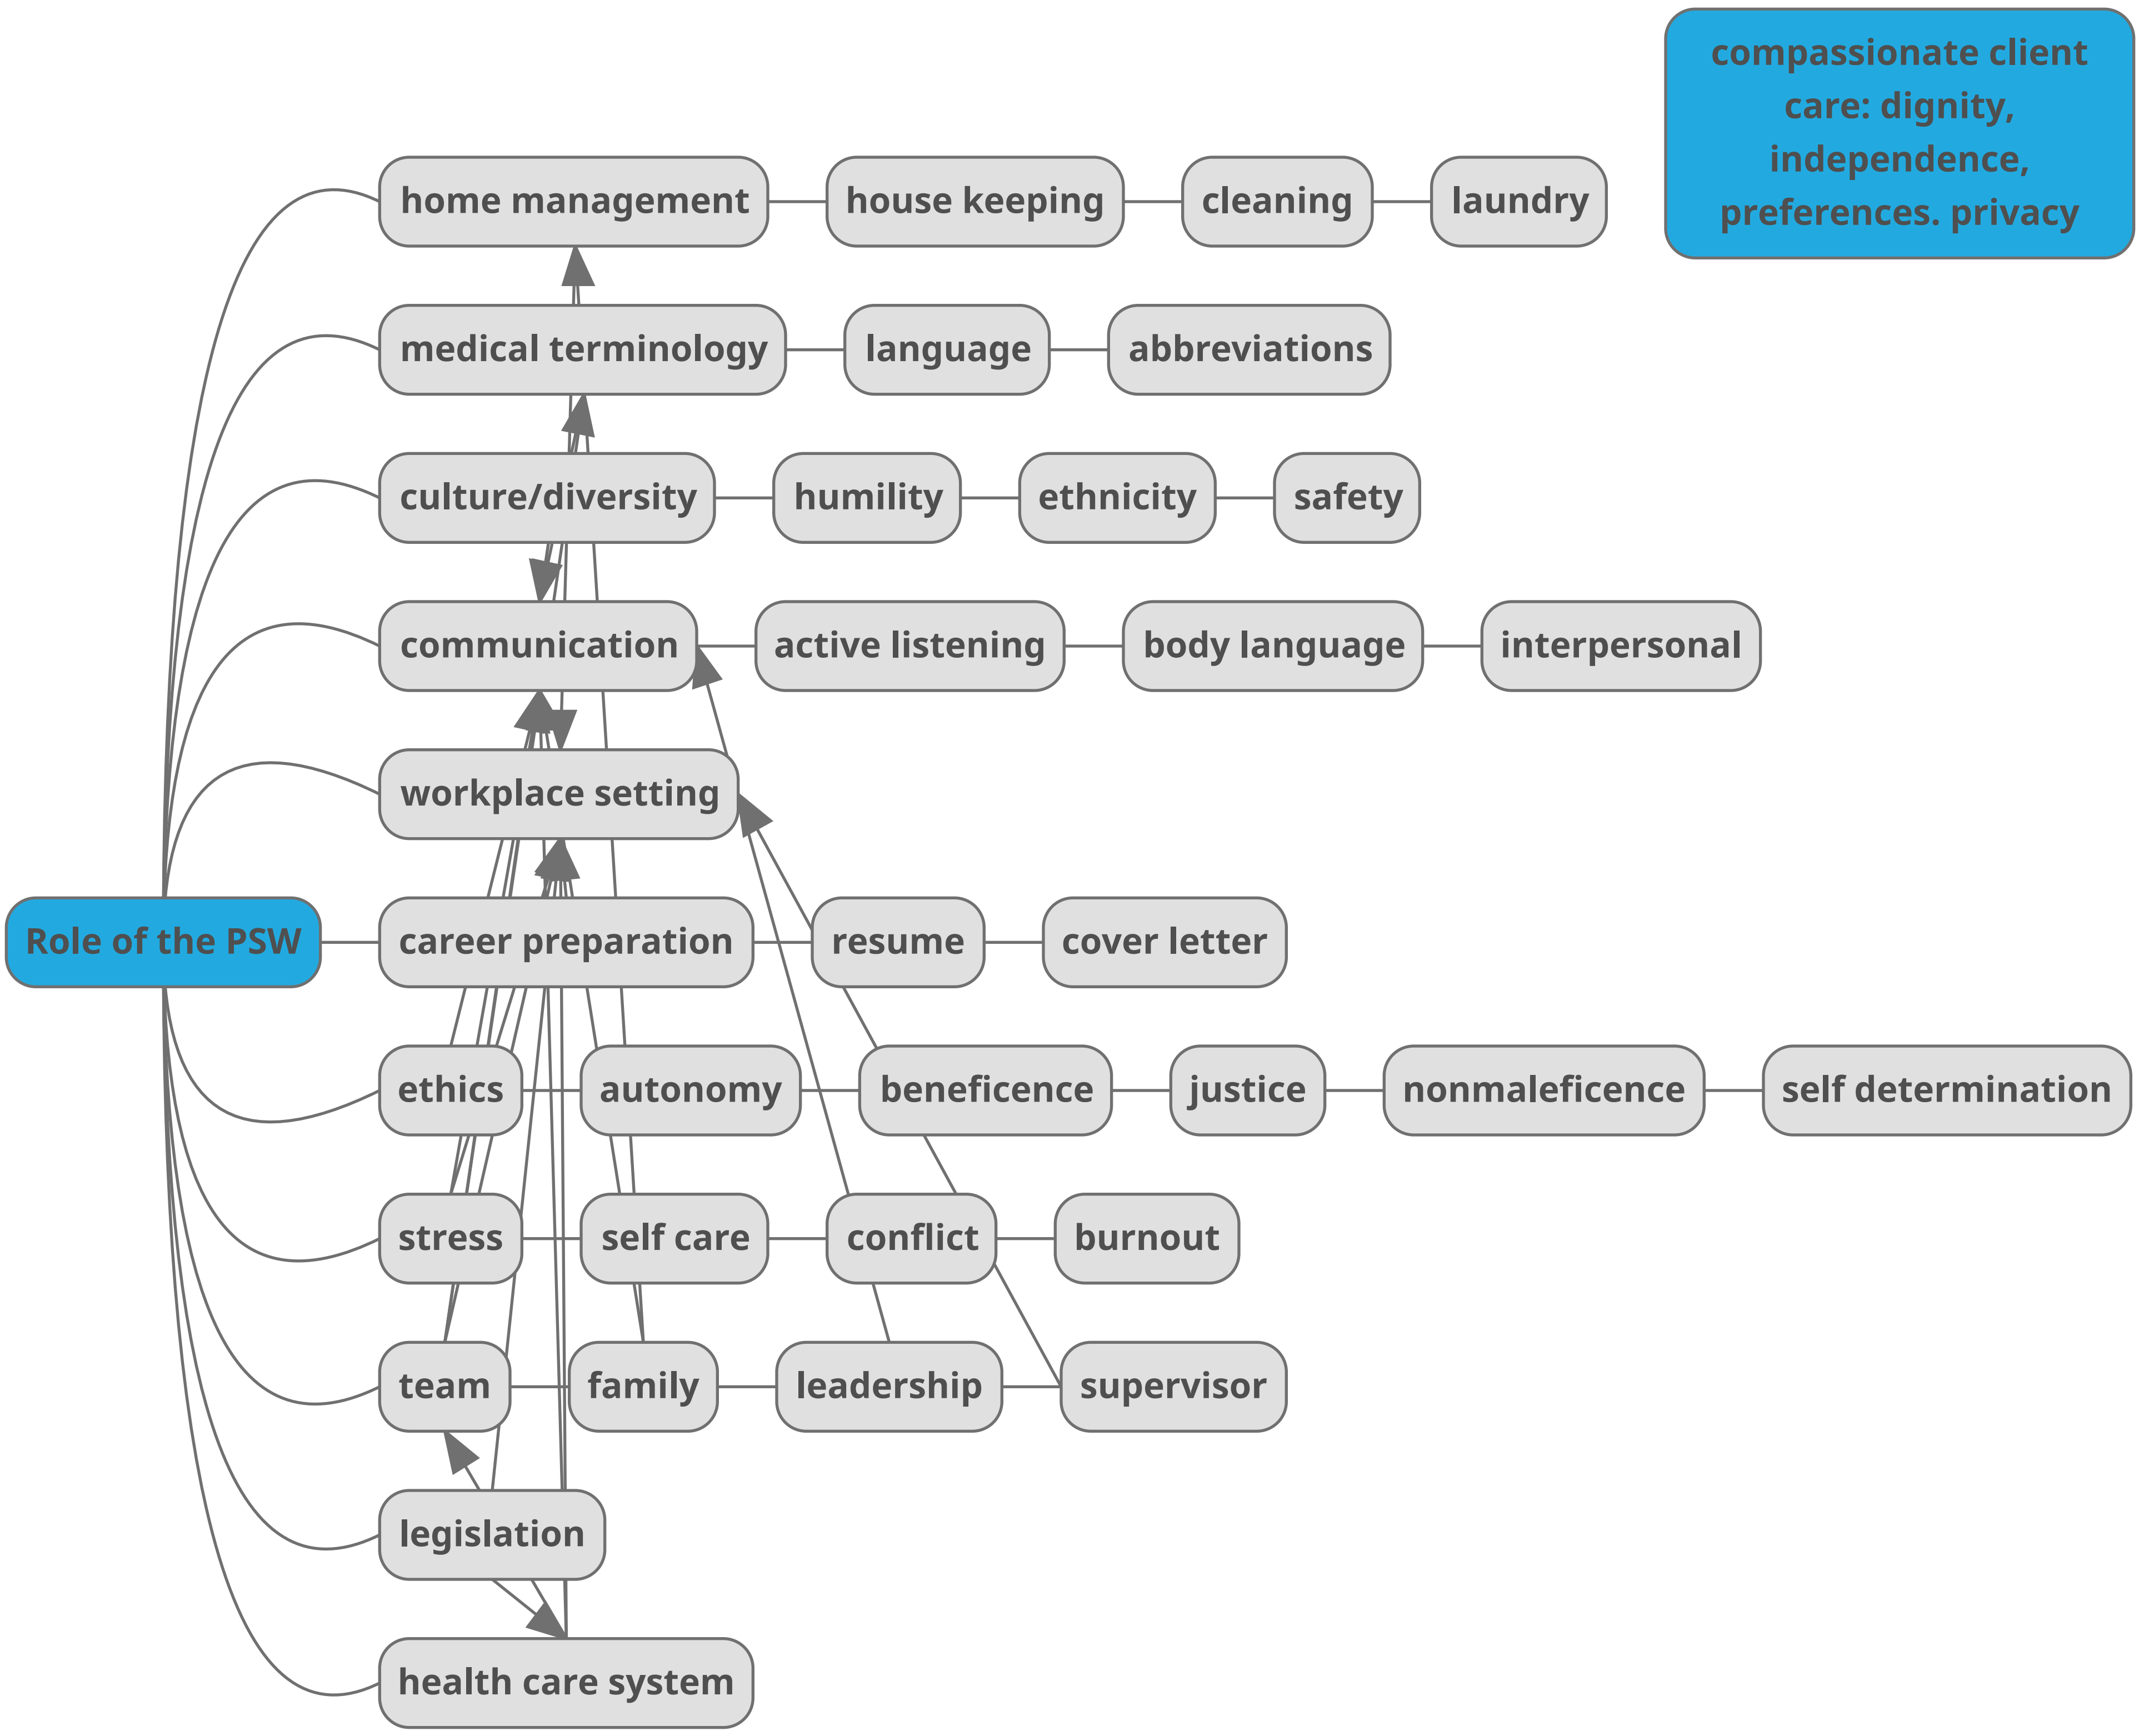 compassionate client
care: dignity,
independence,
preferences. privacy
home management
house keeping
cleaning
laundry
medical terminology
language
abbreviations
culture/diversity
humility
ethnicity
safety
communication
active listening
body language
interpersonal
workplace setting
Role of the PSW
career preparation
resume
cover letter
ethics
autonomy
beneficence
justice
nonmaleficence
self determination
stress
self care
conflict
burnout
team
family
leadership
supervisor
legislation
health care system